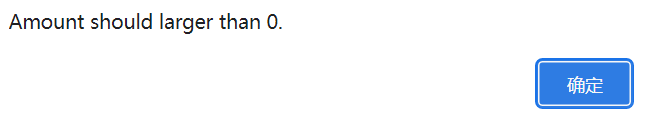 Amount should larger than 0.
确定